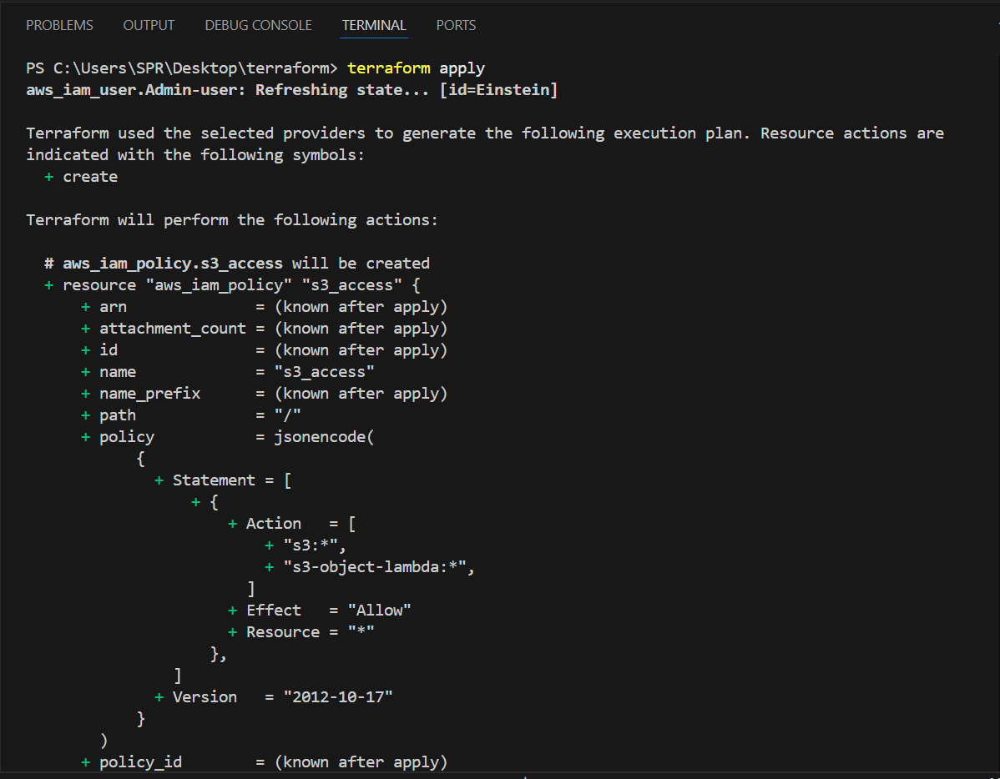 PROBLEMS OUTPUT DEBUG CONSOLE TERMINAL PORTS
PS C:\Users\SPR\Desktop\terraform> terraform apply
aws_iam_user.Admin-user: Refreshing state... [id=Einstein]

Terraform used the selected providers to generate the following execution plan. Resource actions are
indicated with the following symbols:
  + create

Terraform will perform the following actions:

  # aws_iam_policy.s3_access will be created
  + resource "aws_iam_policy" "s3_access" {
      + arn              = (known after apply)
      + attachment_count = (known after apply)
      + id               = (known after apply)
      + name             = "s3_access"
      + name_prefix      = (known after apply)
      + path             = "/"
      + policy           = jsonencode(
            {
              + Statement = [
                  + {
                      + Action   = [
                          + "s3:*",
                          + "s3-object-lambda:*",
                        ]
                      + Effect   = "Allow"
                      + Resource = "*"
                    },
                ]
              + Version   = "2012-10-17"
            }
        )
      + policy_id        = (known after apply)